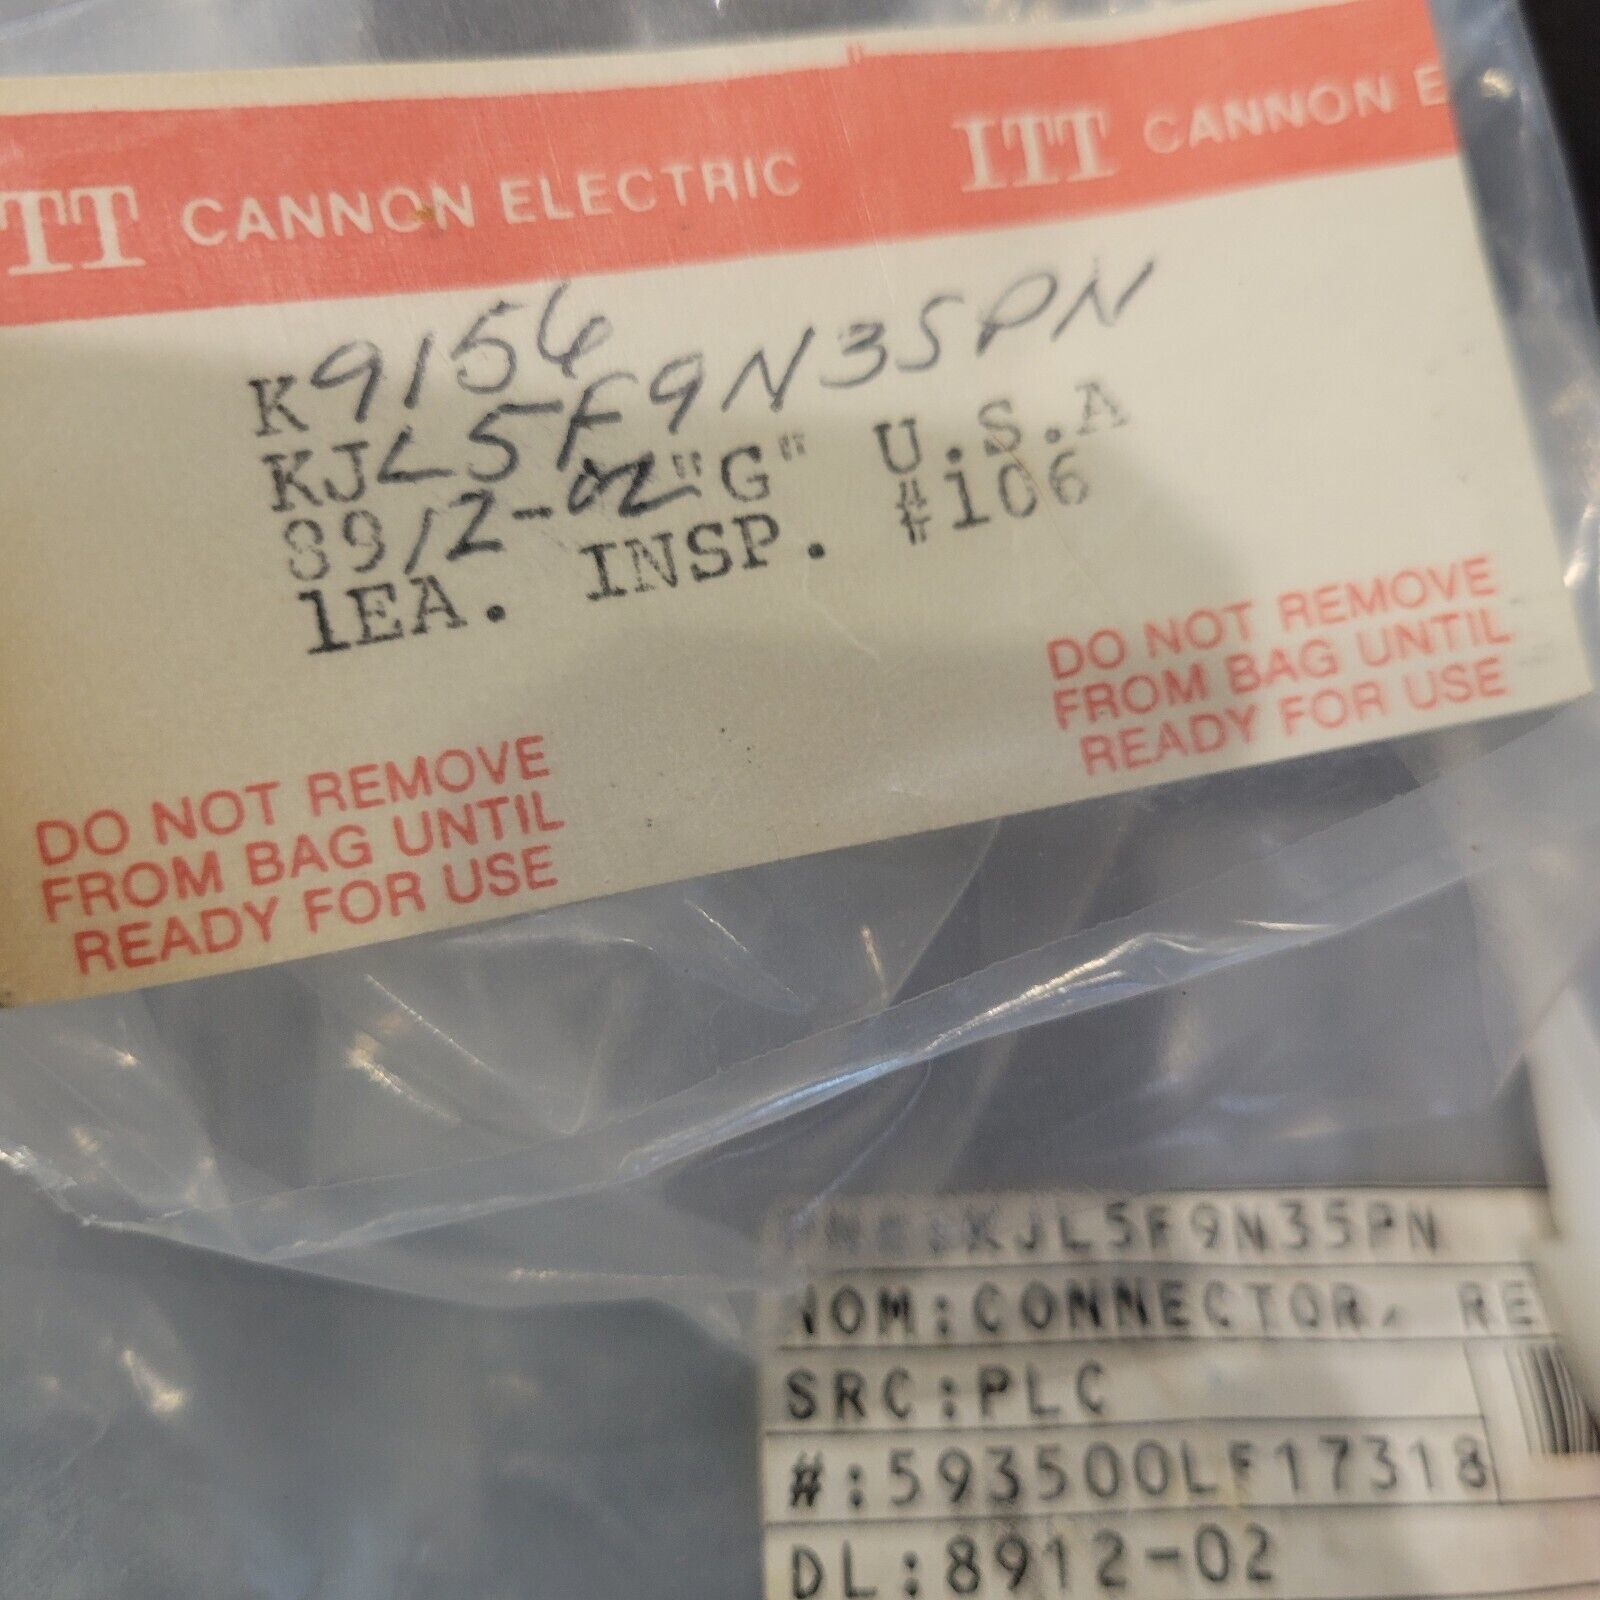 ITT CANNON ELECTRIC ITT CANNON E
K9156
KJL5F9N35PN
8912-02 "G" U.S.A
1EA. INSP. #106
DO NOT REMOVE
FROM BAG UNTIL
READY FOR USE
DO NOT REMOVE
FROM BAG UNTIL
READY FOR USE
KJL5F9N35PN
NOM:CONNECTOR, RE
SRC:PLC
#:593500LF17318
DL:8912-02